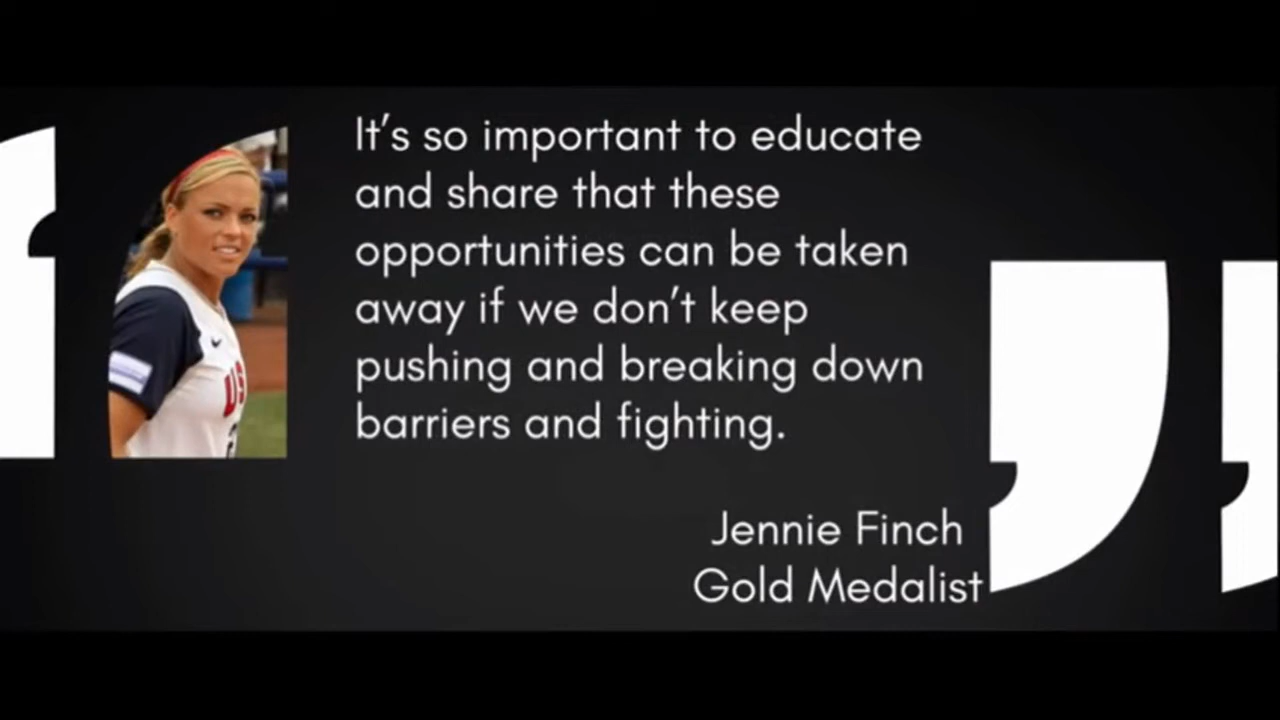 It's so important to educate
and share that these
opportunities can be taken
away if we don't keep
pushing and breaking down
barriers and fighting.
Jennie Finch
Gold Medalist